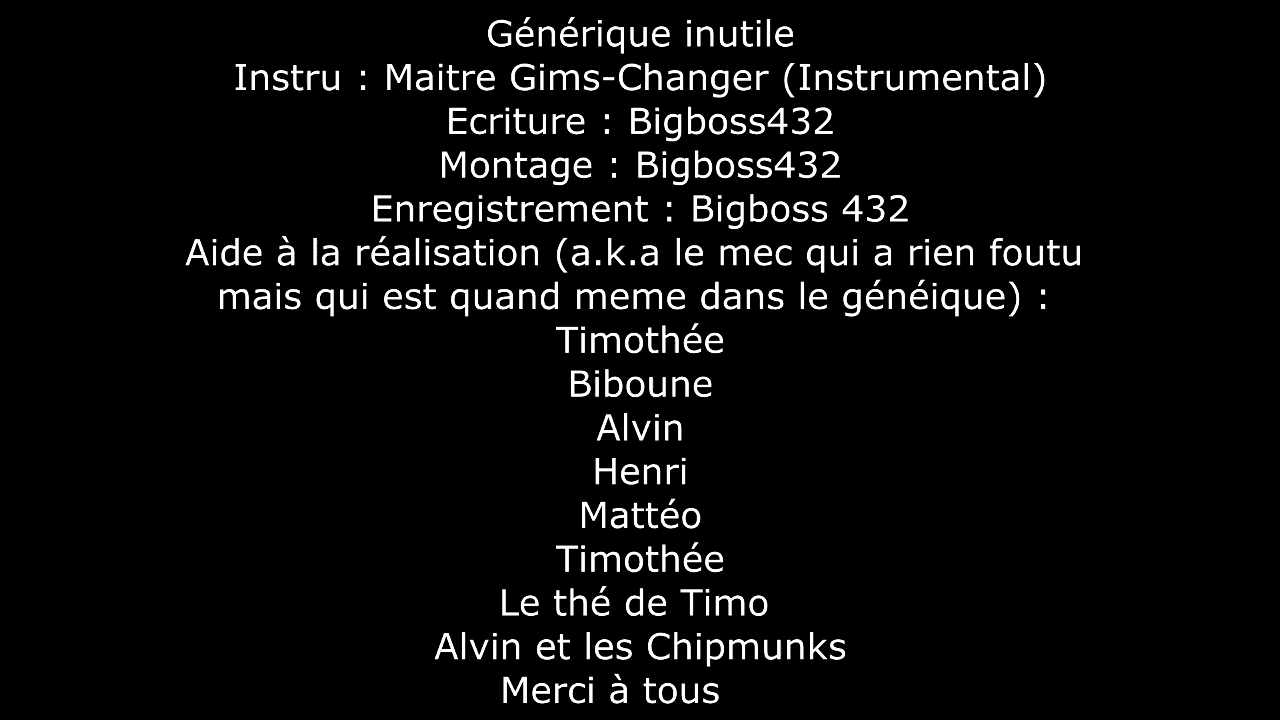 Générique inutile
Instru : Maitre Gims-Changer (Instrumental)
Ecriture : Bigboss432
Montage : Bigboss432
Enregistrement : Bigboss 432
Aide à la réalisation (a.k.a le mec qui a rien foutu
mais qui est quand meme dans le généique) :
Timothée
Biboune
Alvin
Henri
Mattéo
Timothée
Le thé de Timo
Alvin et les Chipmunks
Merci à tous